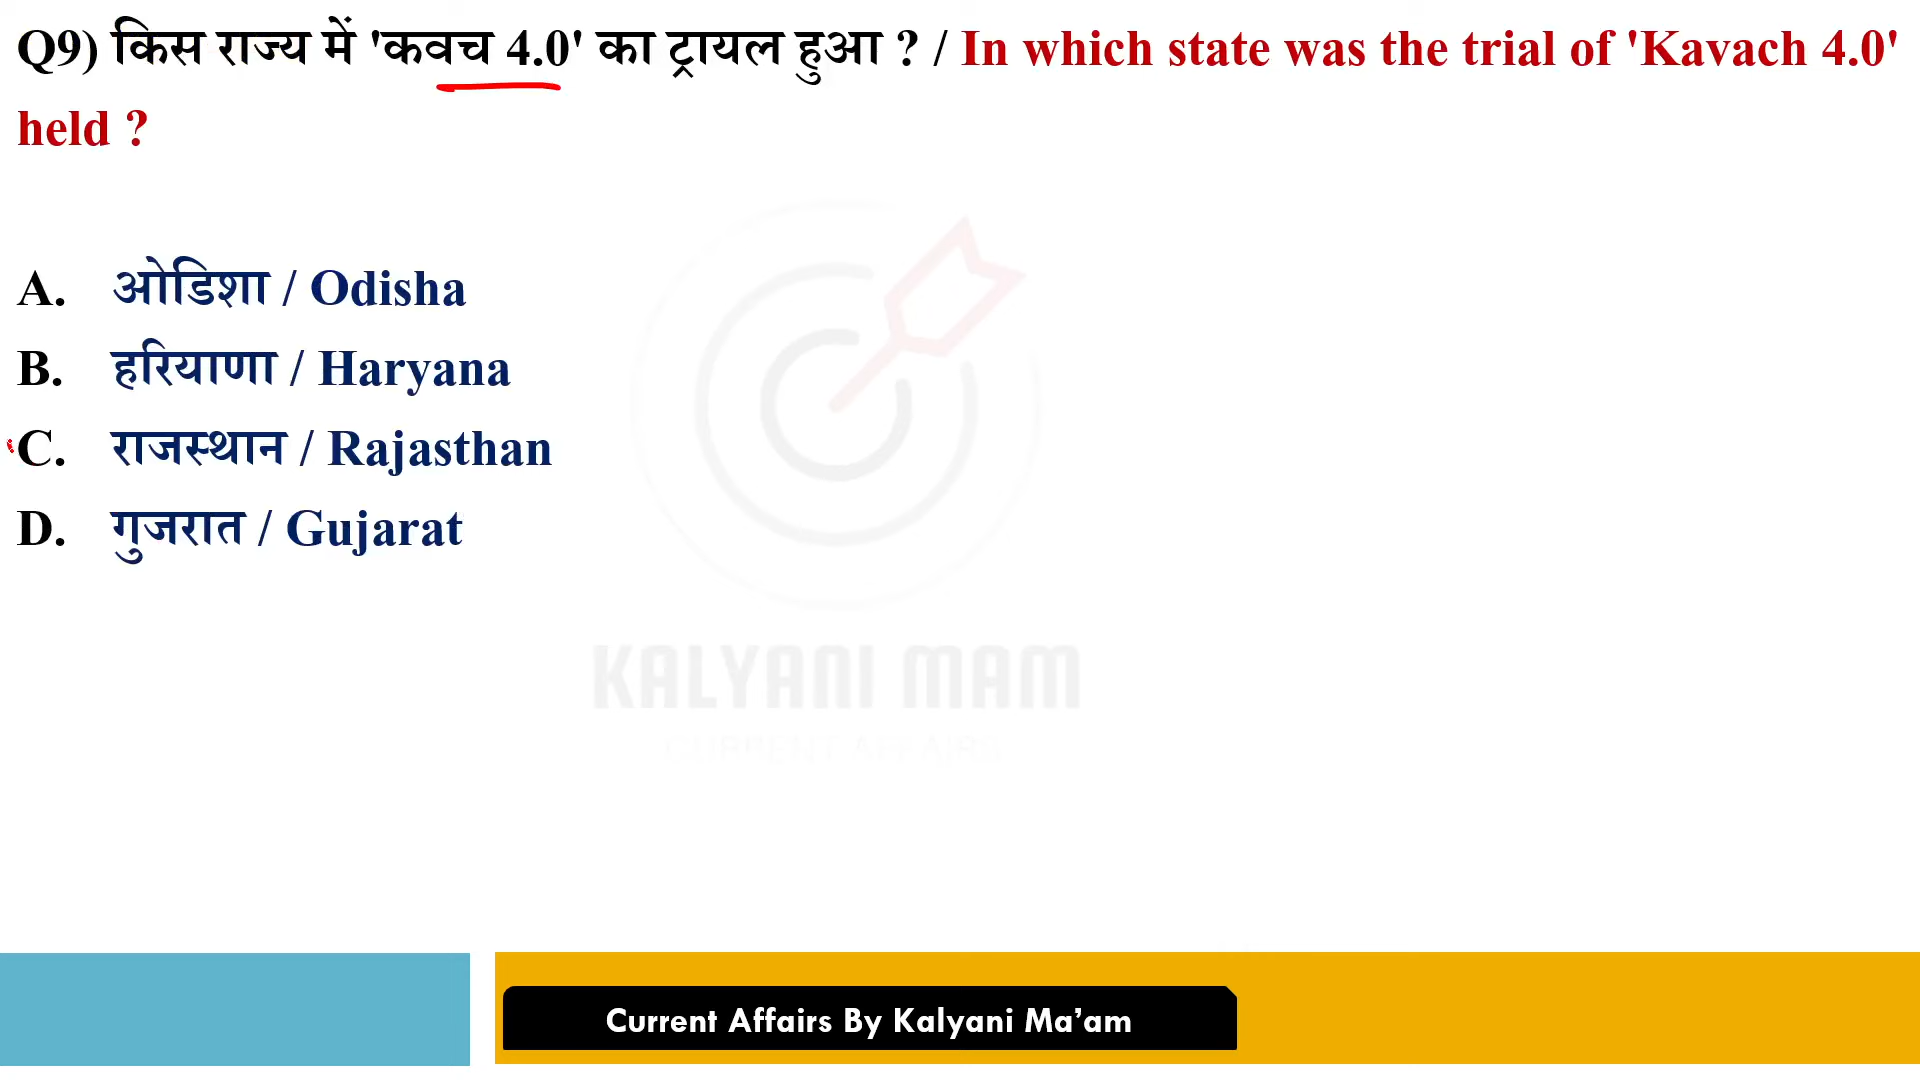 Q9) किस राज्य में 'कवच 4.0' का ट्रायल हुआ ? / In which state was the trial of 'Kavach 4.0'
held ?
A. ओडिशा / Odisha
B. हरियाणा / Haryana
C. राजस्थान / Rajasthan
D. गुजरात / Gujarat
KALYANI MAM
CURRENT AFFAIRS
Current Affairs By Kalyani Ma’am